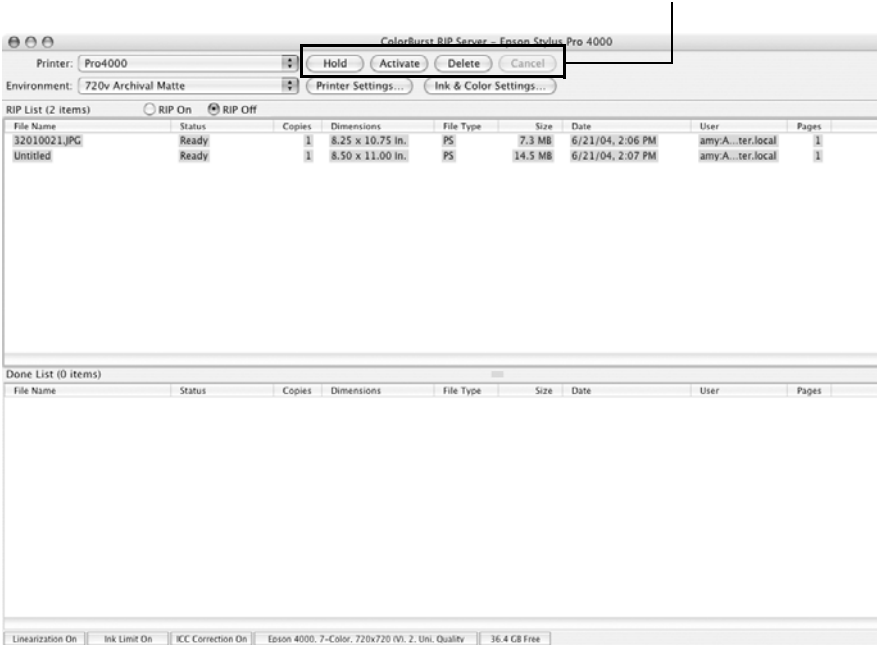 ColorBurst RIP Server – Epson Stylus Pro 4000
Printer: Pro4000 Hold Activate Delete Cancel
Environment: 720v Archival Matte Printer Settings... Ink & Color Settings...
RIP List (2 items) RIP On RIP Off
File Name Status Copies Dimensions File Type Size Date User Pages
32010021.JPG Ready 1 8.25 x 10.75 In. PS 7.3 MB 6/21/04, 2:06 PM amy:A...ter.local 1
Untitled Ready 1 8.50 x 11.00 In. PS 14.5 MB 6/21/04, 2:07 PM amy:A...ter.local 1
Done List (0 items)
File Name Status Copies Dimensions File Type Size Date User Pages
Linearization On Ink Limit On ICC Correction On Epson 4000, 7-Color, 720x720 (V), 2, Uni, Quality 36.4 GB Free